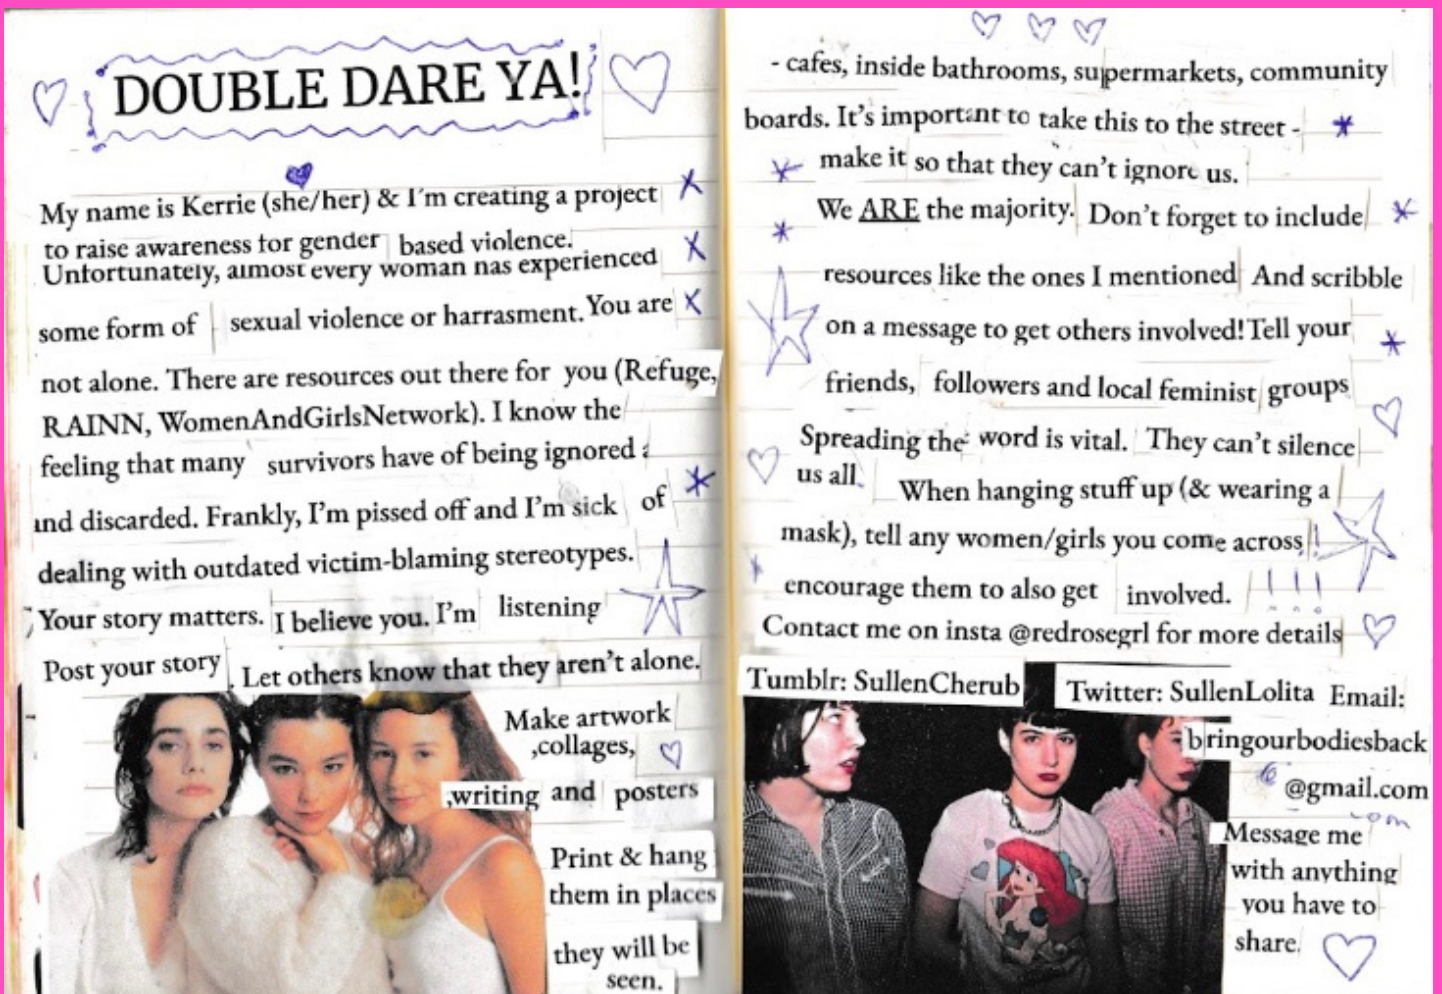 DOUBLE DARE YA!
My name is Kerrie (she/her) & I'm creating a project
to raise awareness for gender based violence.
Unfortunately, almost every woman has experienced
some form of sexual violence or harrasment. You are
not alone. There are resources out there for you (Refuge,
RAINN, WomenAndGirlsNetwork). I know the
feeling that many survivors have of being ignored
and discarded. Frankly, I'm pissed off and I'm sick of
dealing with outdated victim-blaming stereotypes.
Your story matters. I believe you. I'm listening
Post your story . Let others know that they aren't alone.
Make artwork
,collages,
,writing and posters
Print & hang
them in places
they will be
seen.
- cafes, inside bathrooms, supermarkets, community
boards. It's important to take this to the street -
make it so that they can't ignore us.
We ARE the majority. Don't forget to include
resources like the ones I mentioned And scribble
on a message to get others involved! Tell your
friends, followers and local feminist groups
Spreading the word is vital. They can't silence
us all. When hanging stuff up (& wearing a
mask), tell any women/girls you come across !
encourage them to also get involved. ! ! !
Contact me on insta @redrosegrl for more details
Tumblr: SullenCherub Twitter: SullenLolita Email:
bringourbodiesback
@gmail.com
om
Message me
with anything
you have to
share.